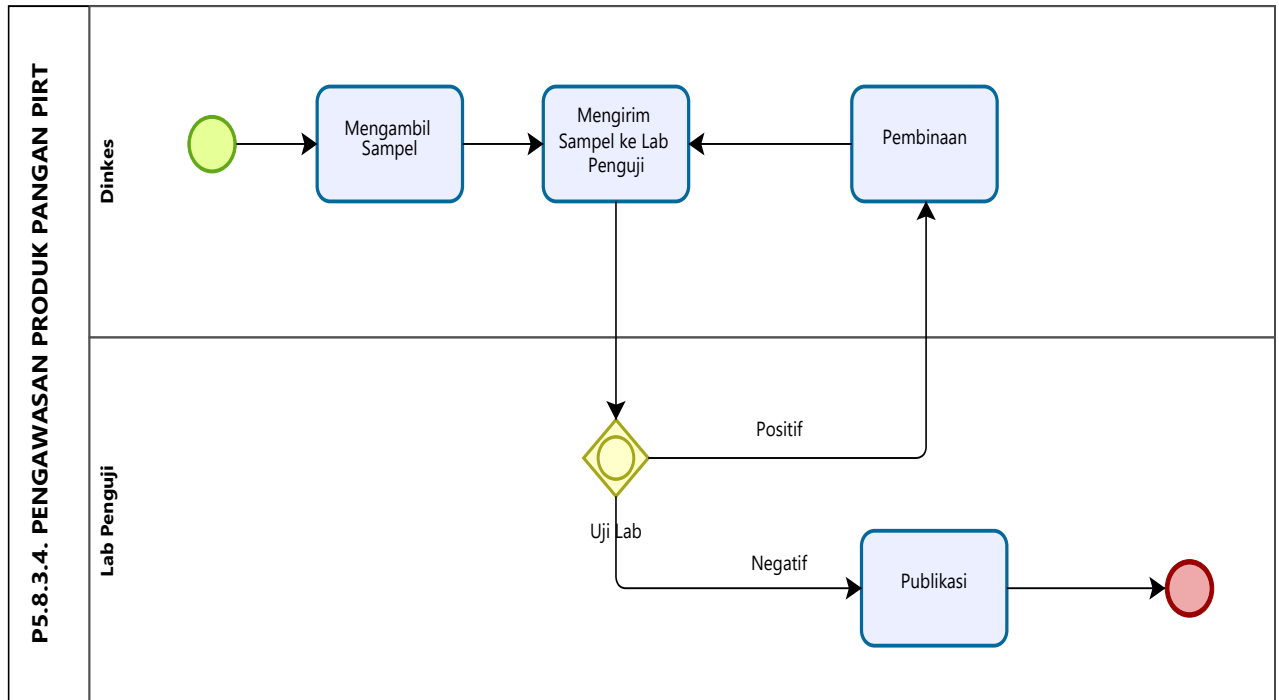 P5.8.3.4. PENGAWASAN PRODUK PANGAN PIRT
Dinkes
Mengambil
Sampel
Mengirim
Sampel ke Lab
Penguji
Pembinaan
Lab Penguji
Positif
Uji Lab
Negatif
Publikasi